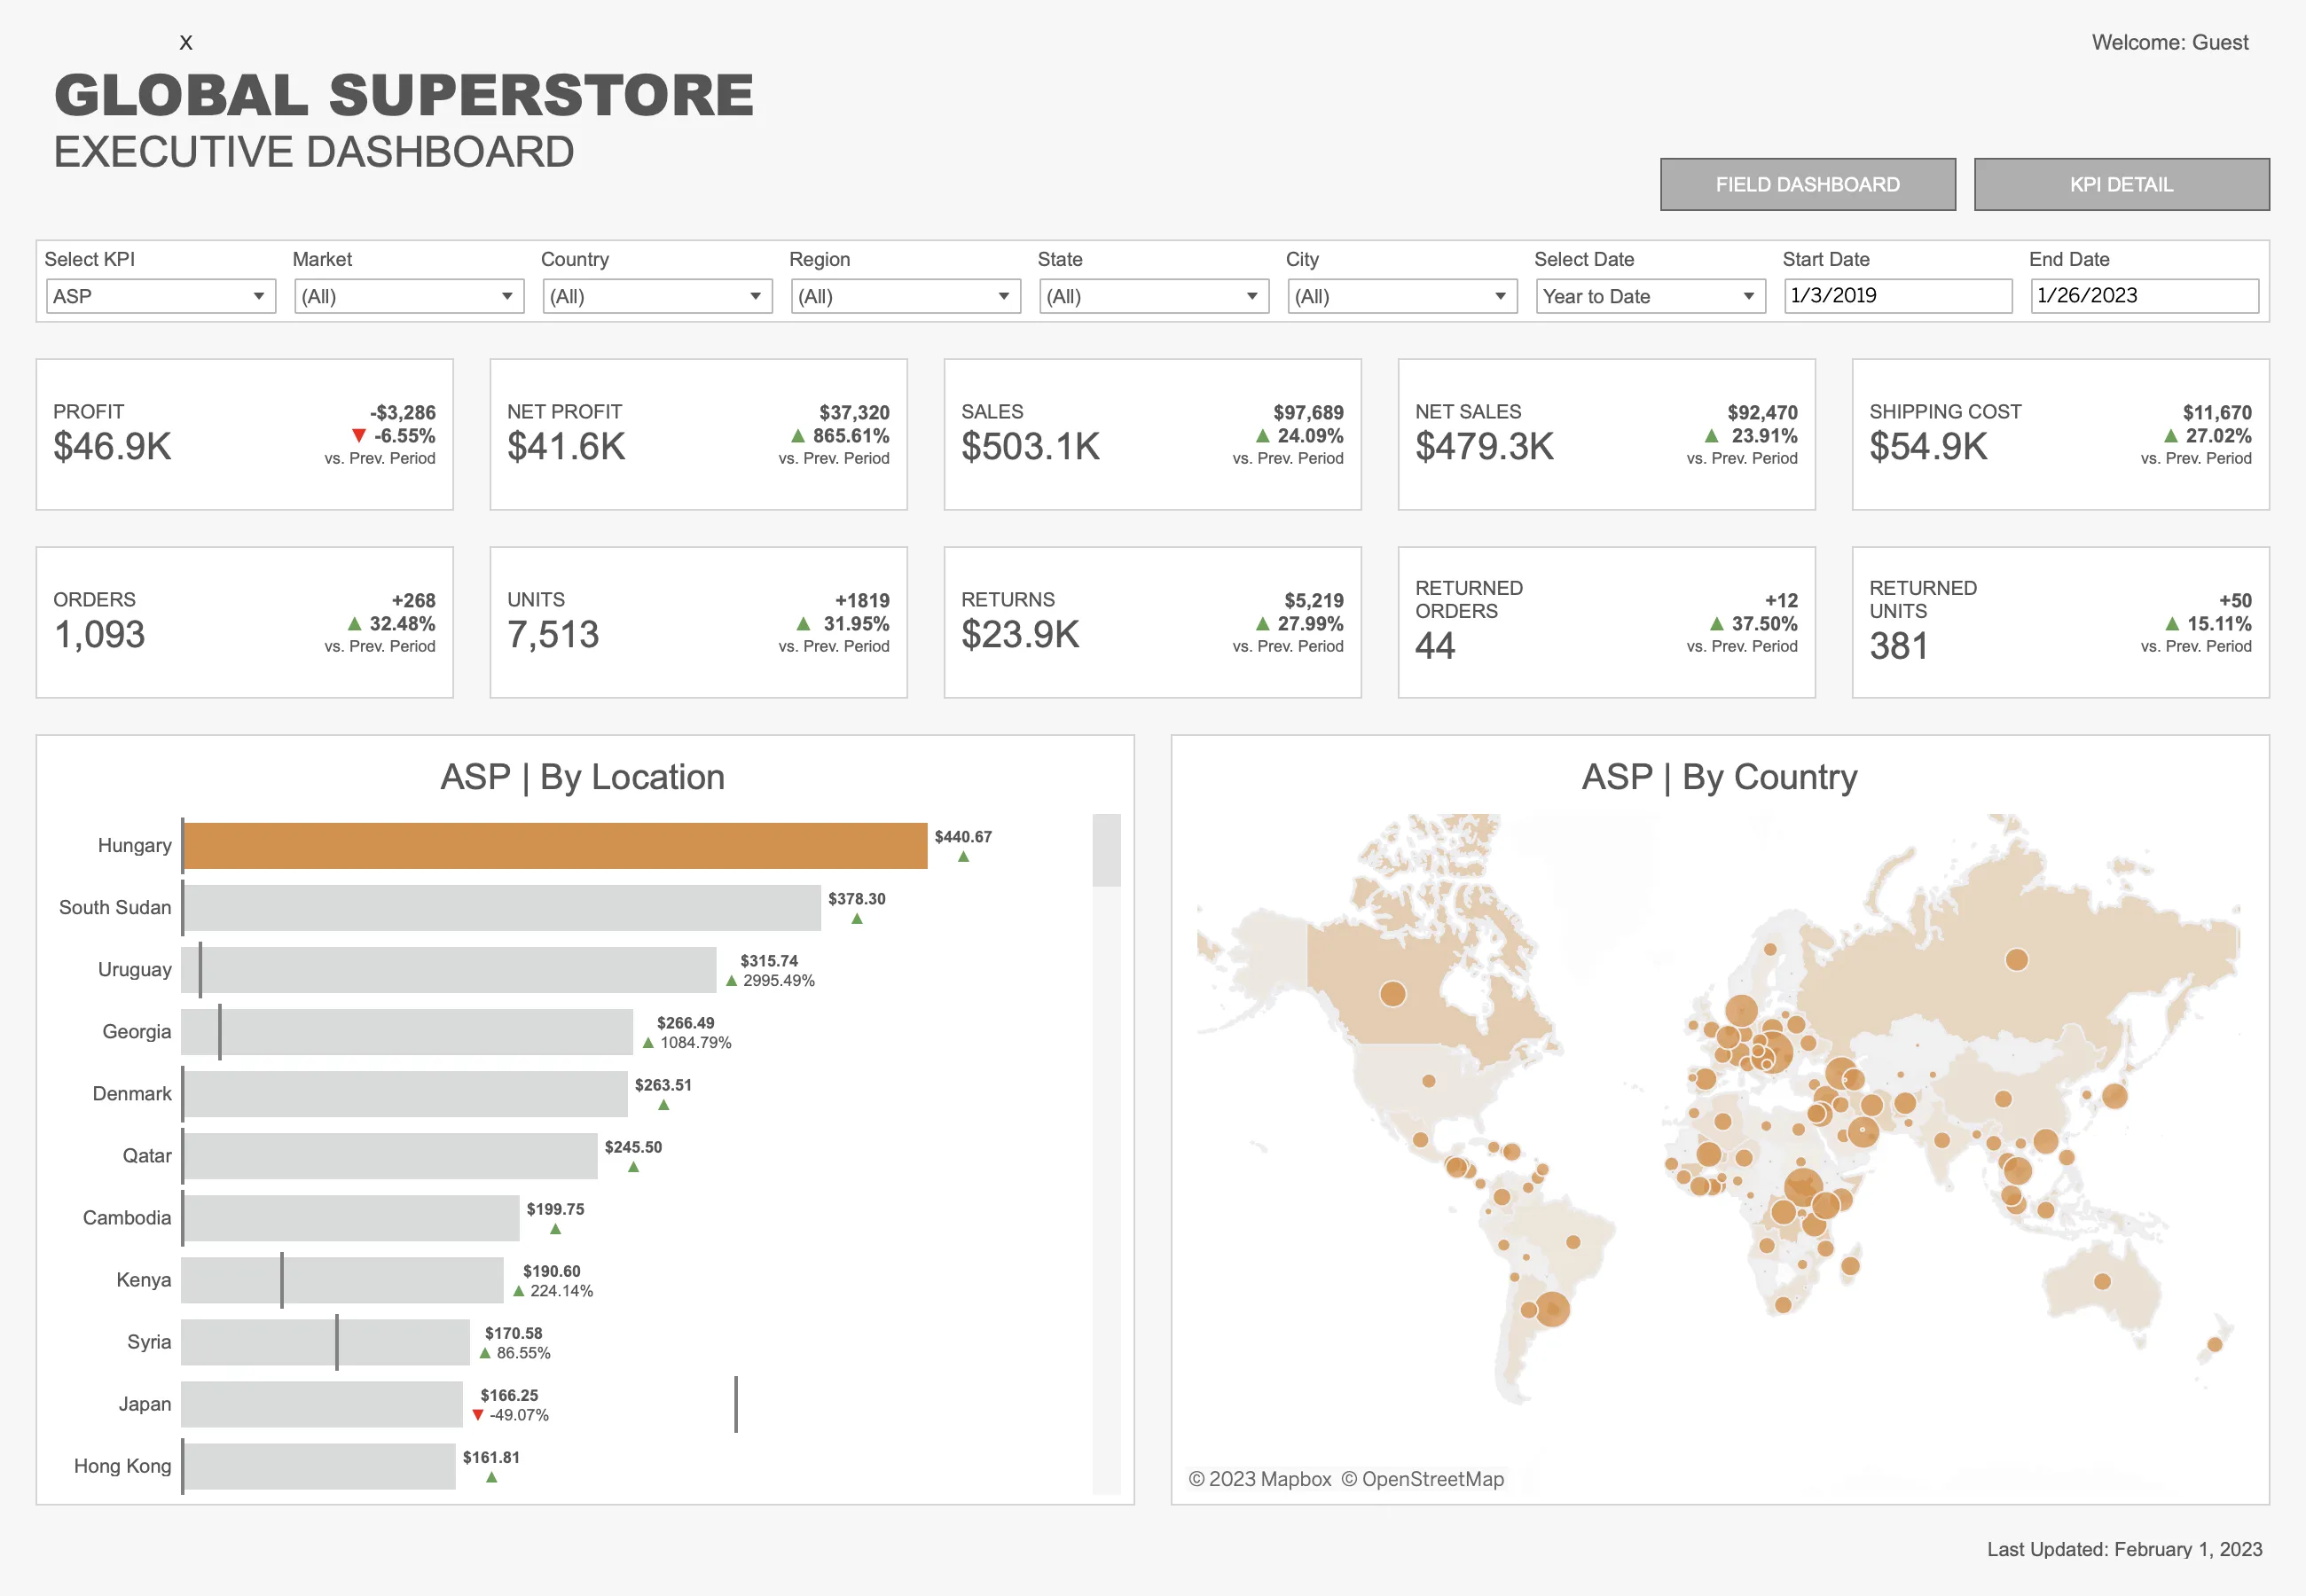 X
Welcome: Guest
GLOBAL SUPERSTORE
EXECUTIVE DASHBOARD
FIELD DASHBOARD
KPI DETAIL
Select KPI
Market
Country
Region
State
City
Select Date
Start Date
End Date
ASP
(All)
(All)
(All)
(All)
(All)
Year to Date
1/3/2019
1/26/2023
PROFIT
$46.9K
-$3,286
▼ -6.55%
vs. Prev. Period
NET PROFIT
$41.6K
$37,320
▲ 865.61%
vs. Prev. Period
SALES
$503.1K
$97,689
▲ 24.09%
vs. Prev. Period
NET SALES
$479.3K
$92,470
▲ 23.91%
vs. Prev. Period
SHIPPING COST
$54.9K
$11,670
▲ 27.02%
vs. Prev. Period
ORDERS
1,093
+268
▲ 32.48%
vs. Prev. Period
UNITS
7,513
+1819
▲ 31.95%
vs. Prev. Period
RETURNS
$23.9K
$5,219
▲ 27.99%
vs. Prev. Period
RETURNED
ORDERS
44
+12
▲ 37.50%
vs. Prev. Period
RETURNED
UNITS
381
+50
▲ 15.11%
vs. Prev. Period
ASP | By Location
Hungary
$440.67
▲
South Sudan
$378.30
▲
Uruguay
$315.74
▲ 2995.49%
Georgia
$266.49
▲ 1084.79%
Denmark
$263.51
▲
Qatar
$245.50
▲
Cambodia
$199.75
▲
Kenya
$190.60
▲ 224.14%
Syria
$170.58
▲ 86.55%
Japan
$166.25
▼ -49.07%
Hong Kong
$161.81
▲
ASP | By Country
© 2023 Mapbox © OpenStreetMap
Last Updated: February 1, 2023